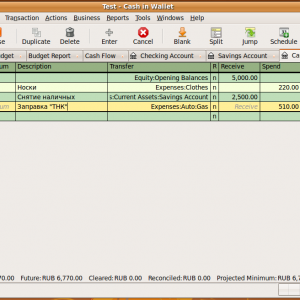 Test - Cash in Wallet
Transaction Actions Business Reports Tools Windows Help
Duplicate Delete Enter Cancel Blank Split Jump Schedule
Budget Report Cash Flow Checking Account Savings Account
Description Transfer R Receive Spend
Equity:Opening Balances n 5,000.00
Носки Expenses:Clothes n 220.00
Снятие наличных s:Current Assets:Savings Account n 2,500.00
Заправка "ТНК" Expenses:Auto:Gas n Receive 510.00
n
70.00 Future:RUB 6,770.00 Cleared:RUB 0.00 Reconciled:RUB 0.00 Projected Minimum:RUB 6,7